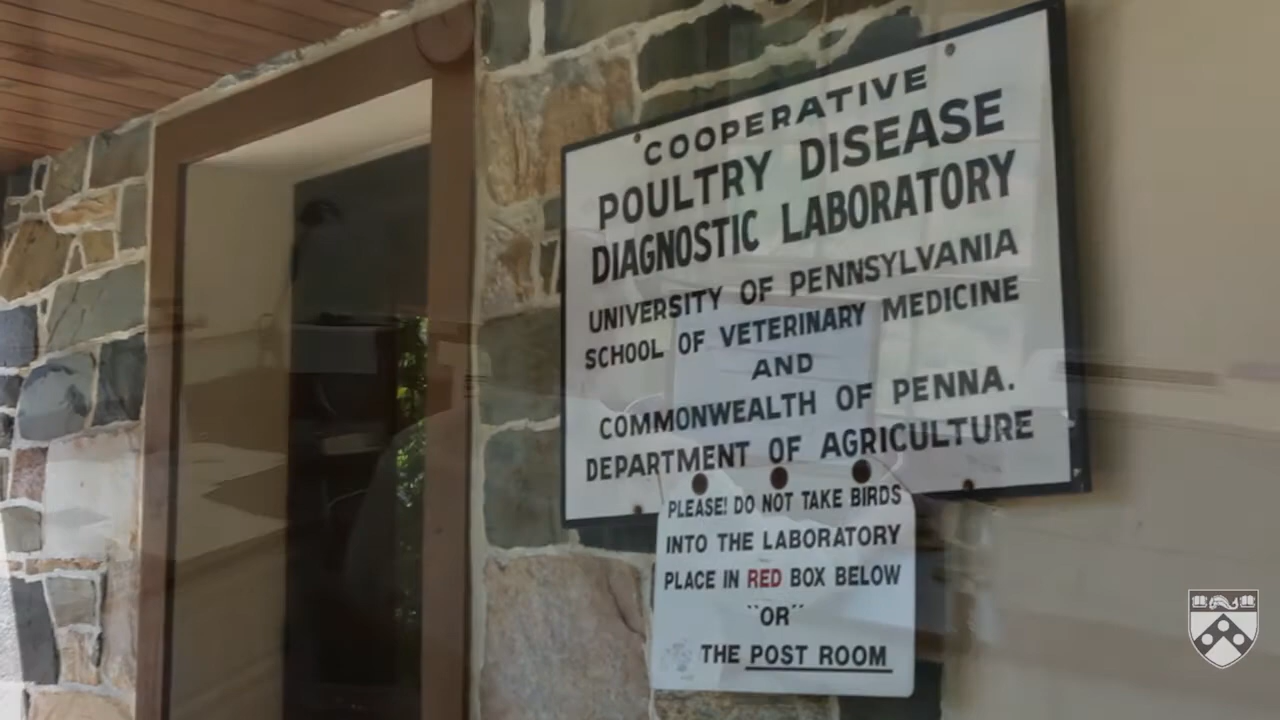 COOPERATIVE
POULTRY DISEASE
DIAGNOSTIC LABORATORY
UNIVERSITY OF PENNSYLVANIA
SCHOOL OF VETERINARY MEDICINE
AND
COMMONWEALTH OF PENNA.
DEPARTMENT OF AGRICULTURE
PLEASE! DO NOT TAKE BIRDS
INTO THE LABORATORY
PLACE IN RED BOX BELOW
"OR"
THE POST ROOM